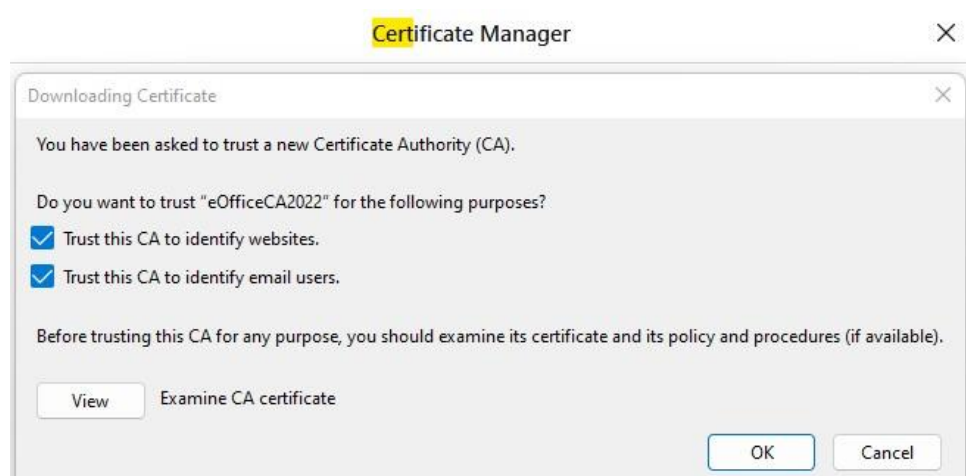 Certificate Manager
Downloading Certificate
You have been asked to trust a new Certificate Authority (CA).
Do you want to trust “eOfficeCA2022” for the following purposes?
Trust this CA to identify websites.
Trust this CA to identify email users.
Before trusting this CA for any purpose, you should examine its certificate and its policy and procedures (if available).
View Examine CA certificate
OK Cancel